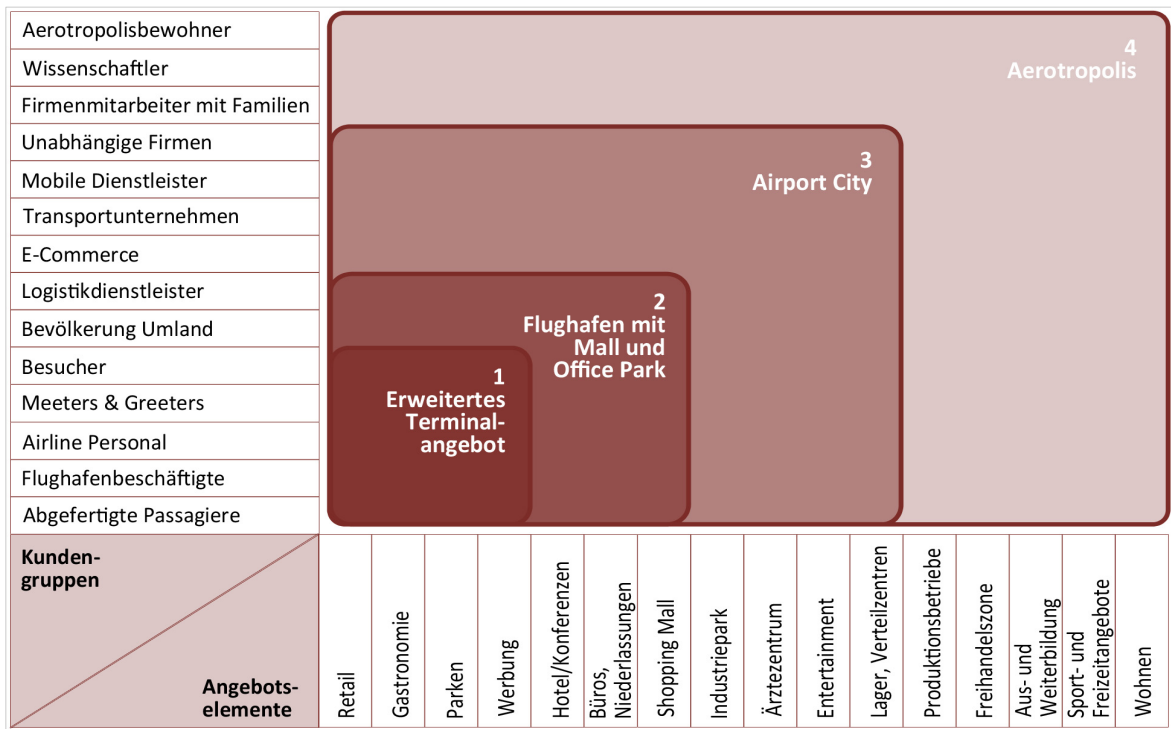 Aerotropolisbewohner
Wissenschaftler
Firmenmitarbeiter mit Familien
Unabhängige Firmen
Mobile Dienstleister
Transportunternehmen
E-Commerce
Logistikdienstleister
Bevölkerung Umland
Besucher
Meeters & Greeters
Airline Personal
Flughafenbeschäftigte
Abgefertigte Passagiere
4
Aerotropolis
3
Airport City
2
Flughafen mit
Mall und
Office Park
1
Erweitertes
Terminal-
angebot
Kunden-
gruppen
Angebots-
elemente
Retail
Gastronomie
Parken
Werbung
Hotel/Konferenzen
Büros,
Niederlassungen
Shopping Mall
Industriepark
Ärztezentrum
Entertainment
Lager, Verteilzentren
Produktionsbetriebe
Freihandelszone
Aus- und
Weiterbildung
Sport- und
Freizeitangebote
Wohnen